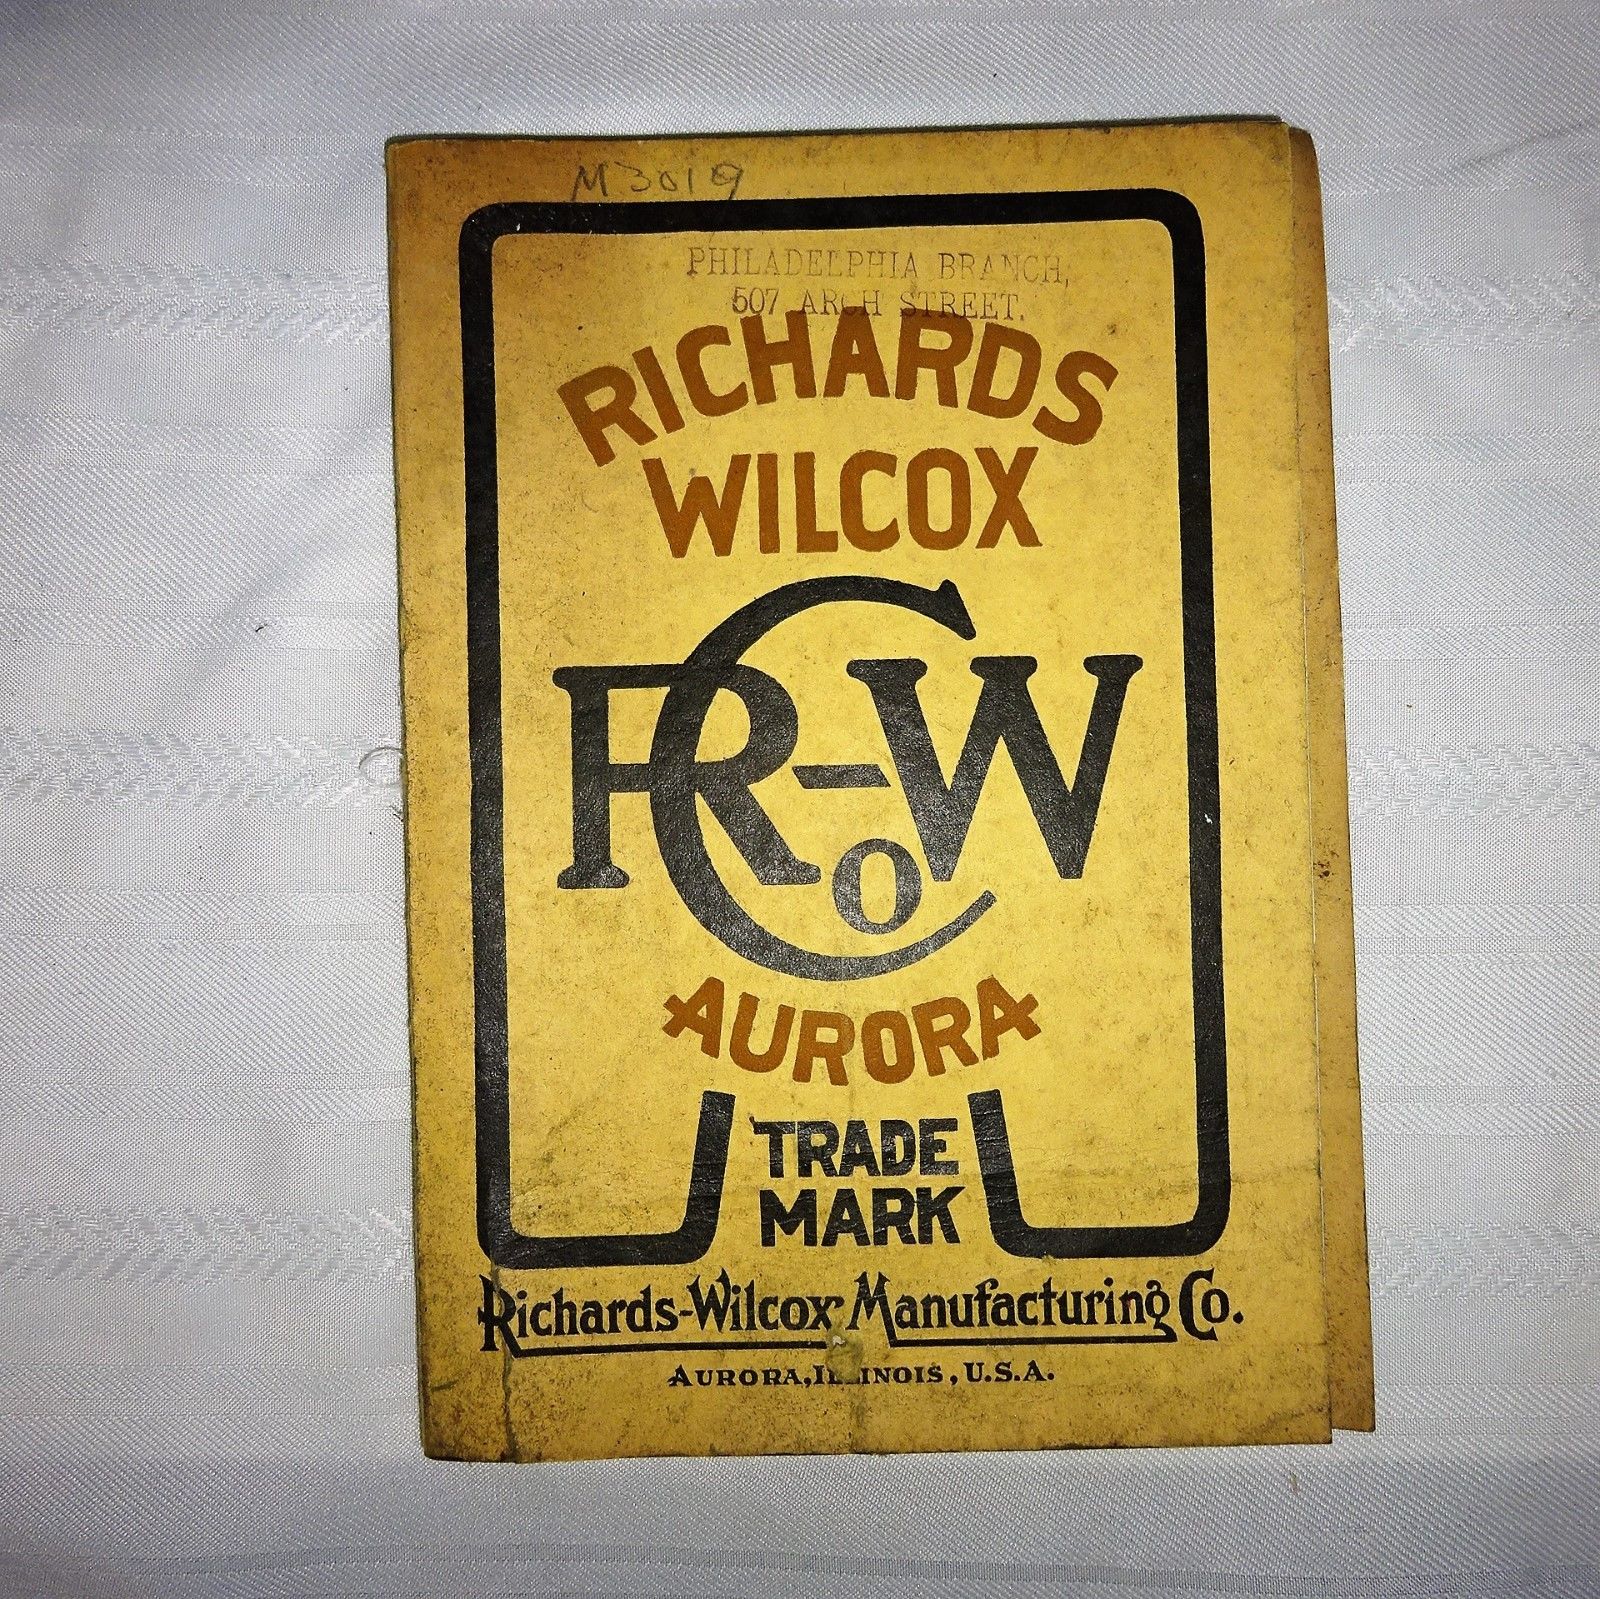 M3019
PHILADELPHIA BRANCH,
507 ARCH STREET.
RICHARDS
WILCOX
R-W
Co
AURORA
TRADE
MARK
Richards-Wilcox Manufacturing Co.
AURORA, ILLINOIS, U.S.A.